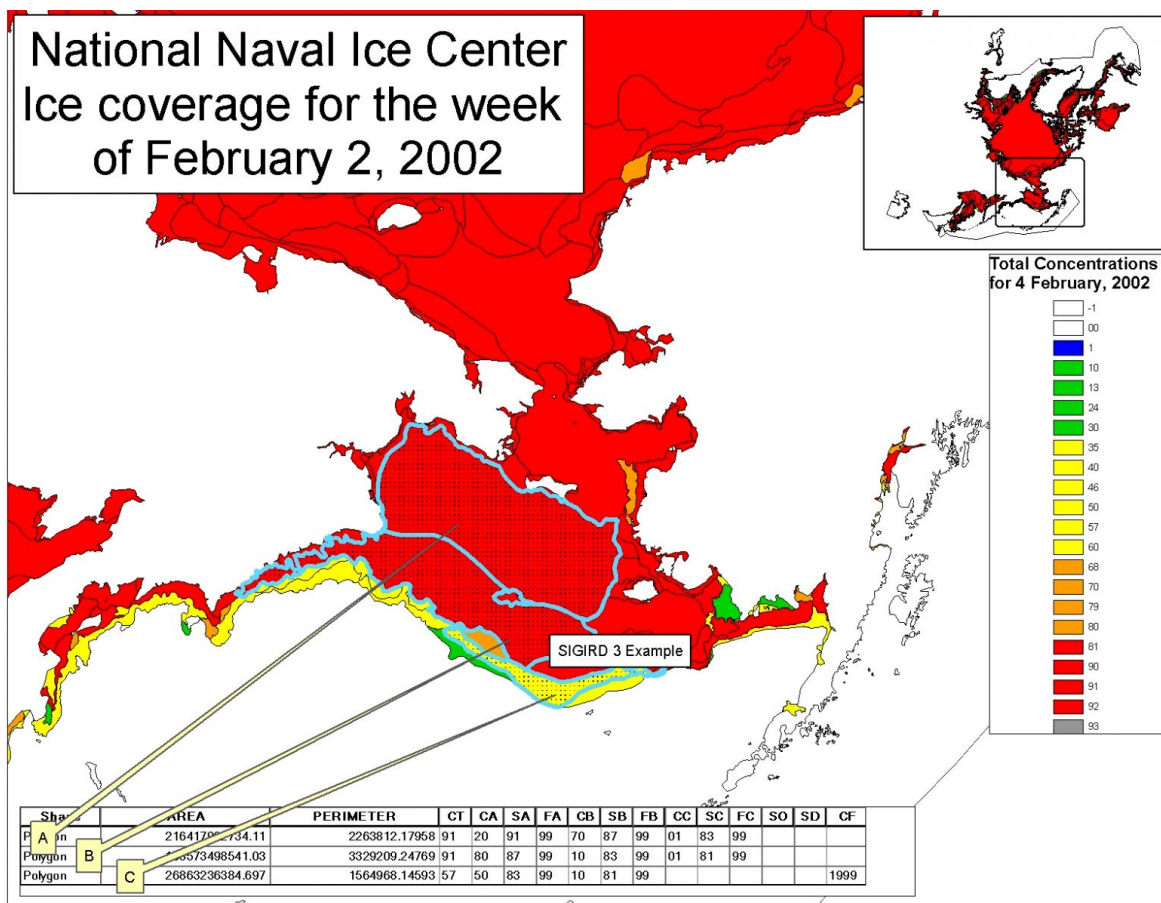 National Naval Ice Center
Ice coverage for the week
of February 2, 2002
Total Concentrations
for 4 February, 2002
-1
00
1
10
13
24
30
35
40
46
50
57
60
68
70
79
80
81
90
91
92
93
SIGIRD 3 Example
AREA PERIMETER CT CA SA FA CB SB FB CC SC FC SO SD CF
A 2263812.17958 91 20 91 99 70 87 99 01 83 99
B 3329209.24769 91 80 87 99 10 83 99 01 81 99
Polygon 26863236384.697 1564968.14593 57 50 83 99 10 81 99 1999
C